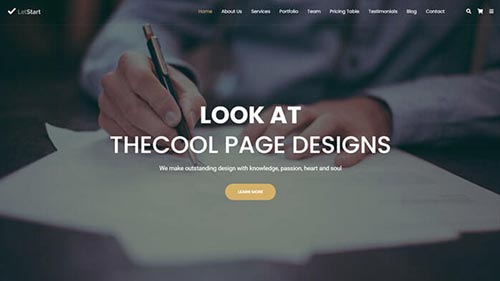 LetStart
Home About Us Services Portfolio Team Pricing Table Testimonials Blog Contact
LOOK AT
THECOOL PAGE DESIGNS
We make outstanding design with knowledge, passion, heart and soul
LEARN MORE